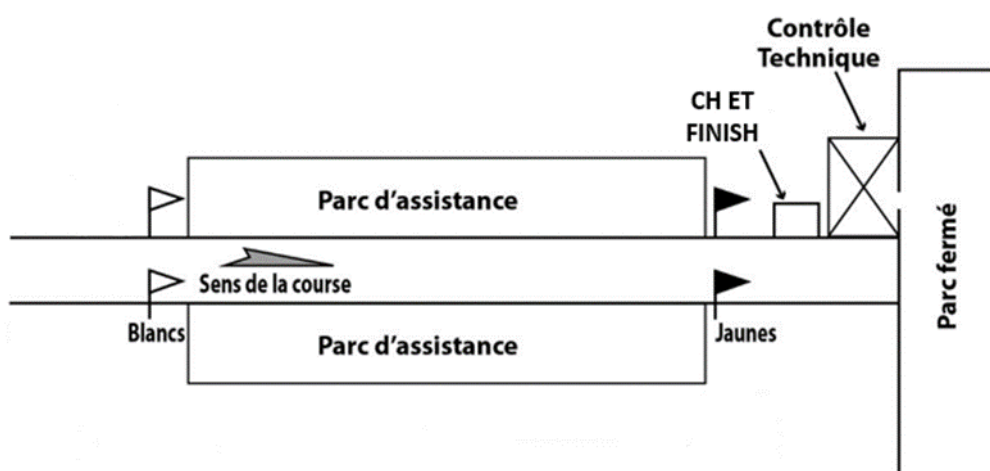 Contrôle
Technique
CH ET
FINISH
Parc d'assistance
Sens de la course
Blancs
Jaunes
Parc d'assistance
Parc fermé